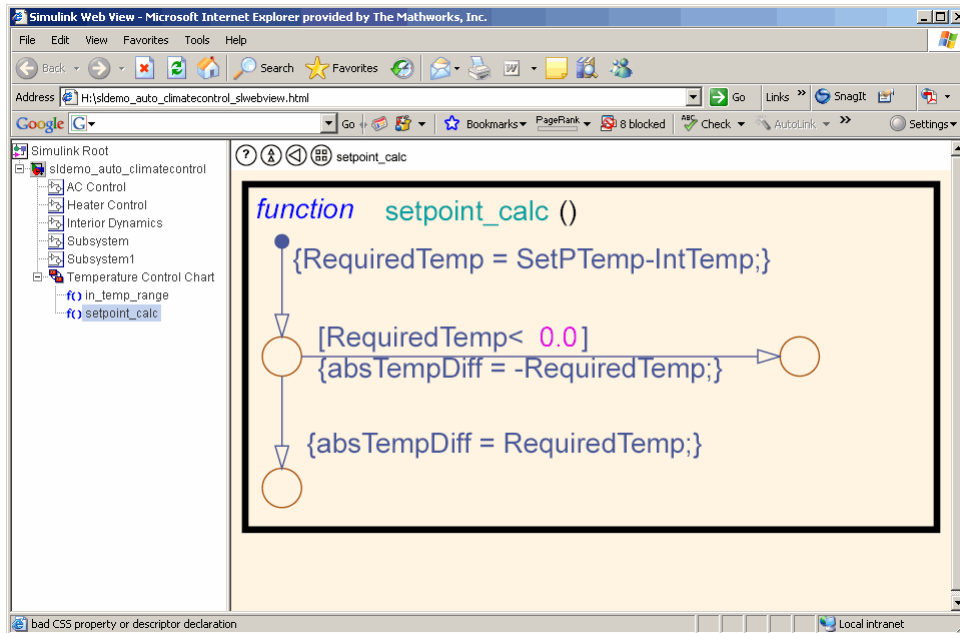 Simulink Web View - Microsoft Internet Explorer provided by The Mathworks, Inc.
File Edit View Favorites Tools Help
Back Search Favorites
Address H:\sldemo_auto_climatecontrol_slwebview.html Go Links » SnagIt
Google G Go Bookmarks PageRank 8 blocked ABC Check AutoLink » Settings
Simulink Root
sldemo_auto_climatecontrol
AC Control
Heater Control
Interior Dynamics
Subsystem
Subsystem1
Temperature Control Chart
f() in_temp_range
f() setpoint_calc
? setpoint_calc
function setpoint_calc ()
{RequiredTemp = SetPTemp-IntTemp;}
[RequiredTemp< 0.0]
{absTempDiff = -RequiredTemp;}
{absTempDiff = RequiredTemp;}
bad CSS property or descriptor declaration Local intranet